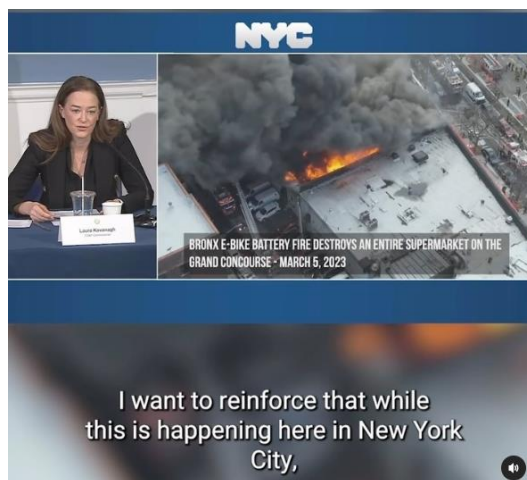 NYC
Laura Kavanagh
BRONX E-BIKE BATTERY FIRE DESTROYS AN ENTIRE SUPERMARKET ON THE
GRAND CONCOURSE - MARCH 5, 2023
I want to reinforce that while
this is happening here in New York
City,